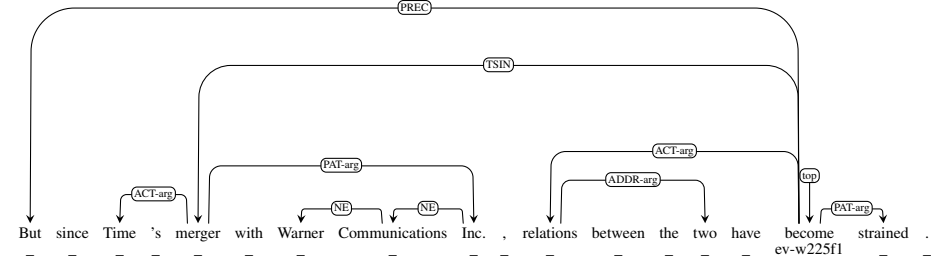 PREC
TSIN
ACT-arg
PAT-arg
ADDR-arg
top
ACT-arg
NE
NE
PAT-arg
But since Time 's merger with Warner Communications Inc. , relations between the two have become strained .
_ _ _ _ _ _ _ _ _ _ _ _ _ _ _ ev-w225f1 _ _